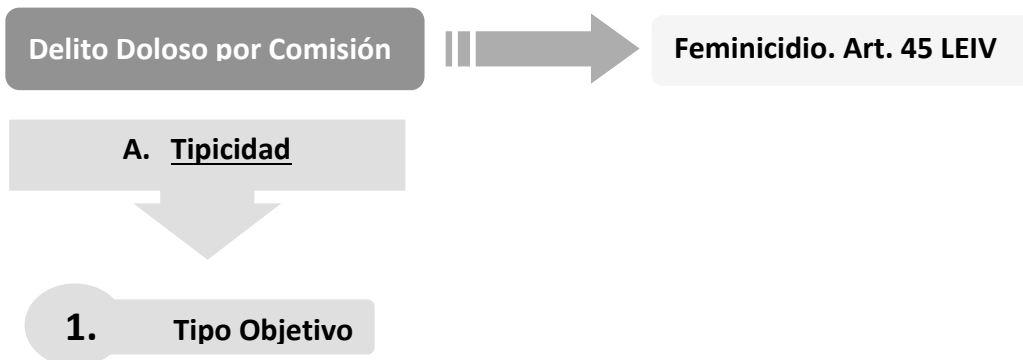 Delito Doloso por Comisión
Feminicidio. Art. 45 LEIV
A. Tipicidad
1. Tipo Objetivo